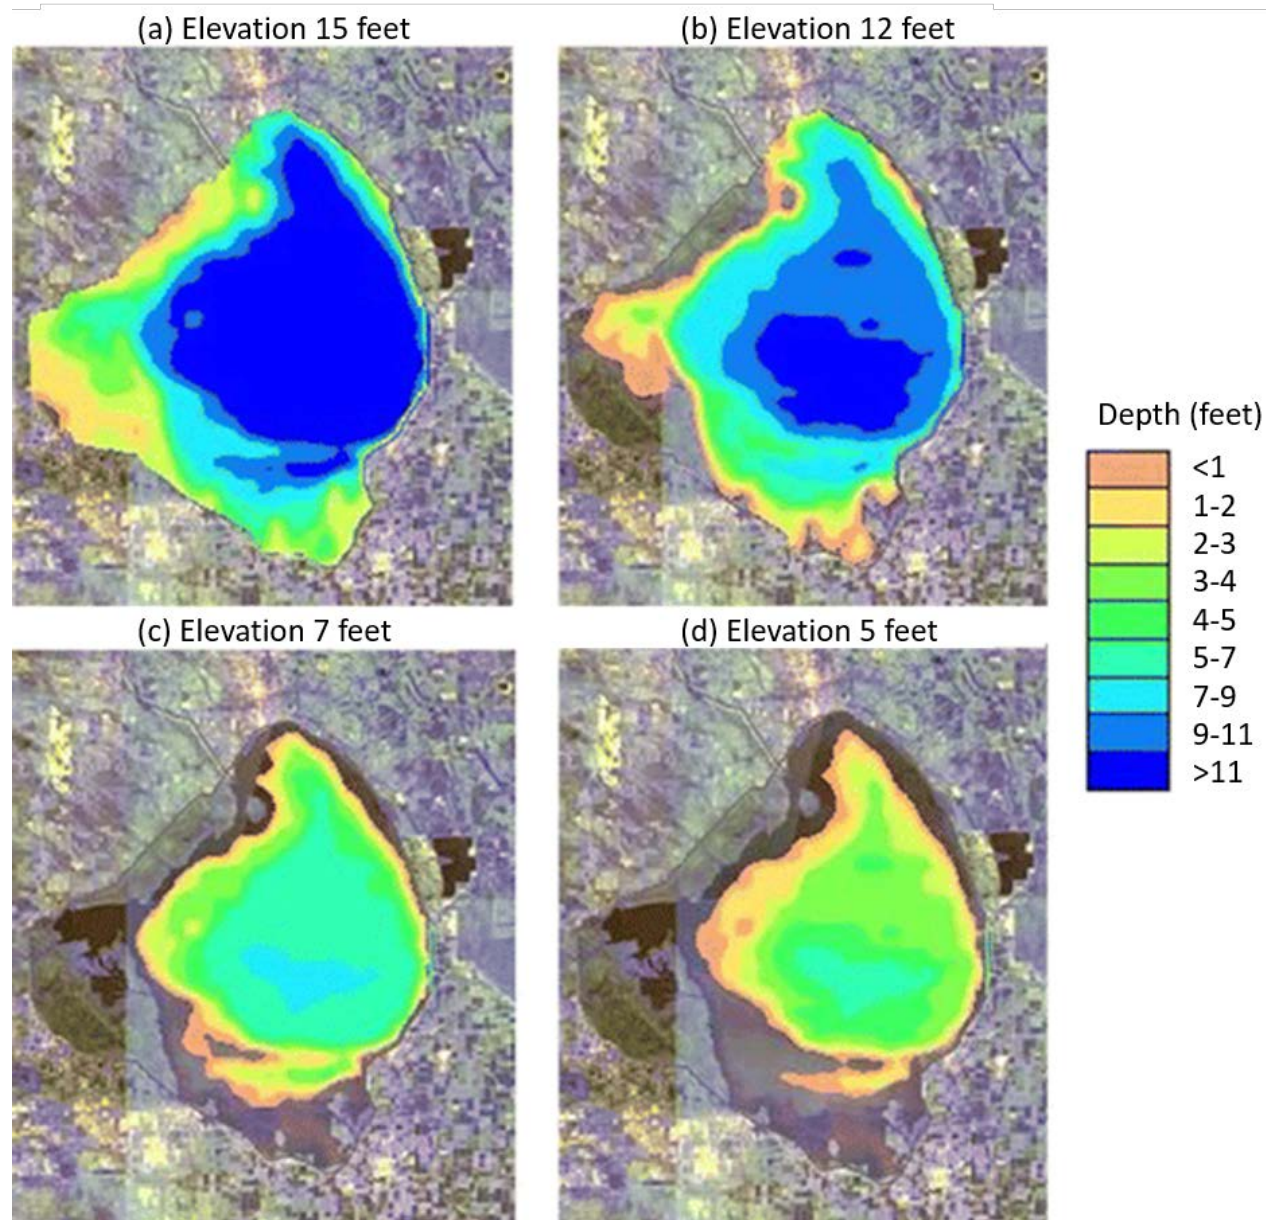 (a) Elevation 15 feet
(b) Elevation 12 feet
(c) Elevation 7 feet
(d) Elevation 5 feet
Depth (feet)
<1
1-2
2-3
3-4
4-5
5-7
7-9
9-11
>11